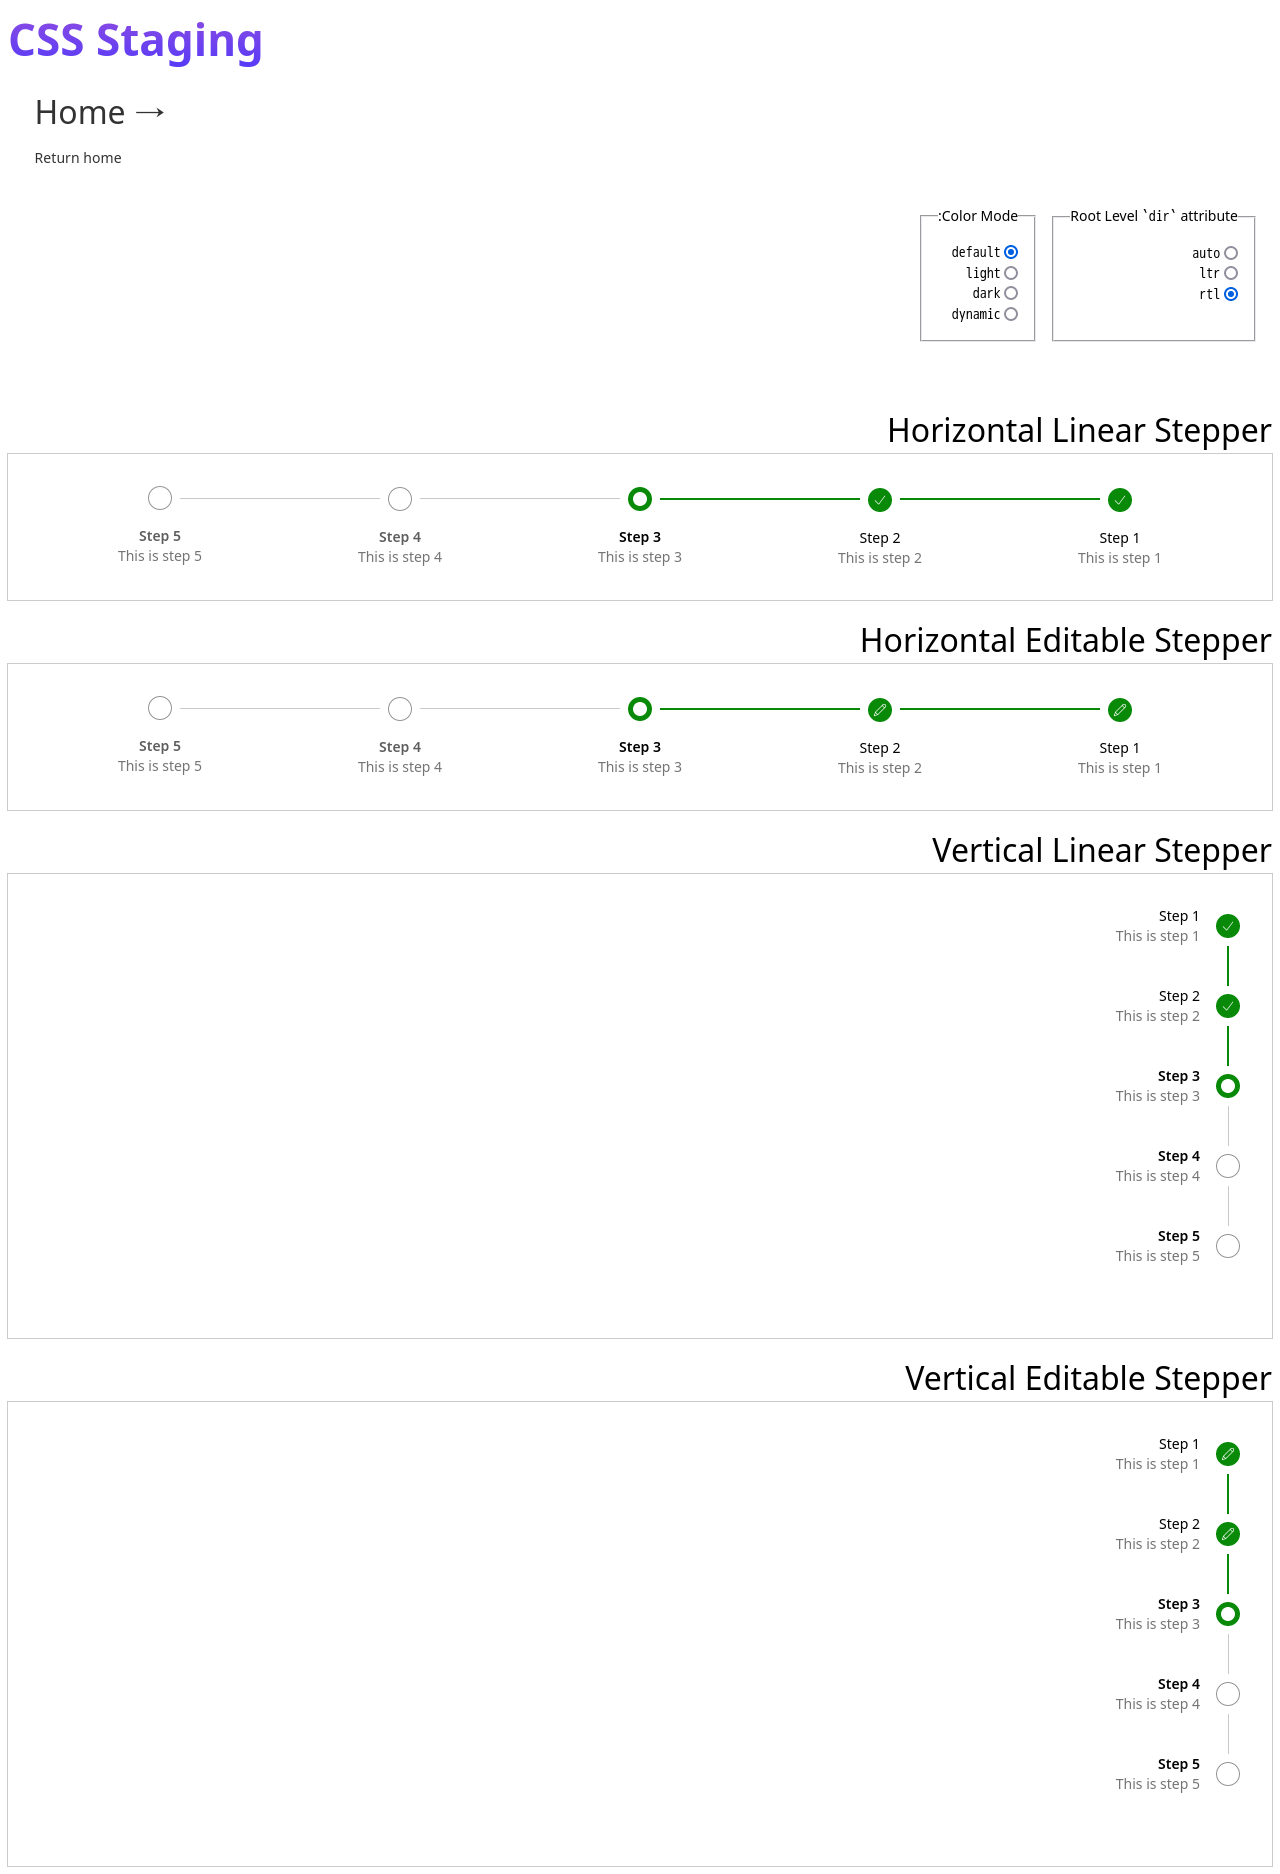 CSS Staging
Home →
Return home
Root Level `dir` attribute
auto
ltr
rtl
:Color Mode
default
light
dark
dynamic
Horizontal Linear Stepper
Step 5 Step 4 Step 3 Step 2 Step 1
This is step 5 This is step 4 This is step 3 This is step 2 This is step 1
Horizontal Editable Stepper
Step 5 Step 4 Step 3 Step 2 Step 1
This is step 5 This is step 4 This is step 3 This is step 2 This is step 1
Vertical Linear Stepper
Step 1
This is step 1
Step 2
This is step 2
Step 3
This is step 3
Step 4
This is step 4
Step 5
This is step 5
Vertical Editable Stepper
Step 1
This is step 1
Step 2
This is step 2
Step 3
This is step 3
Step 4
This is step 4
Step 5
This is step 5